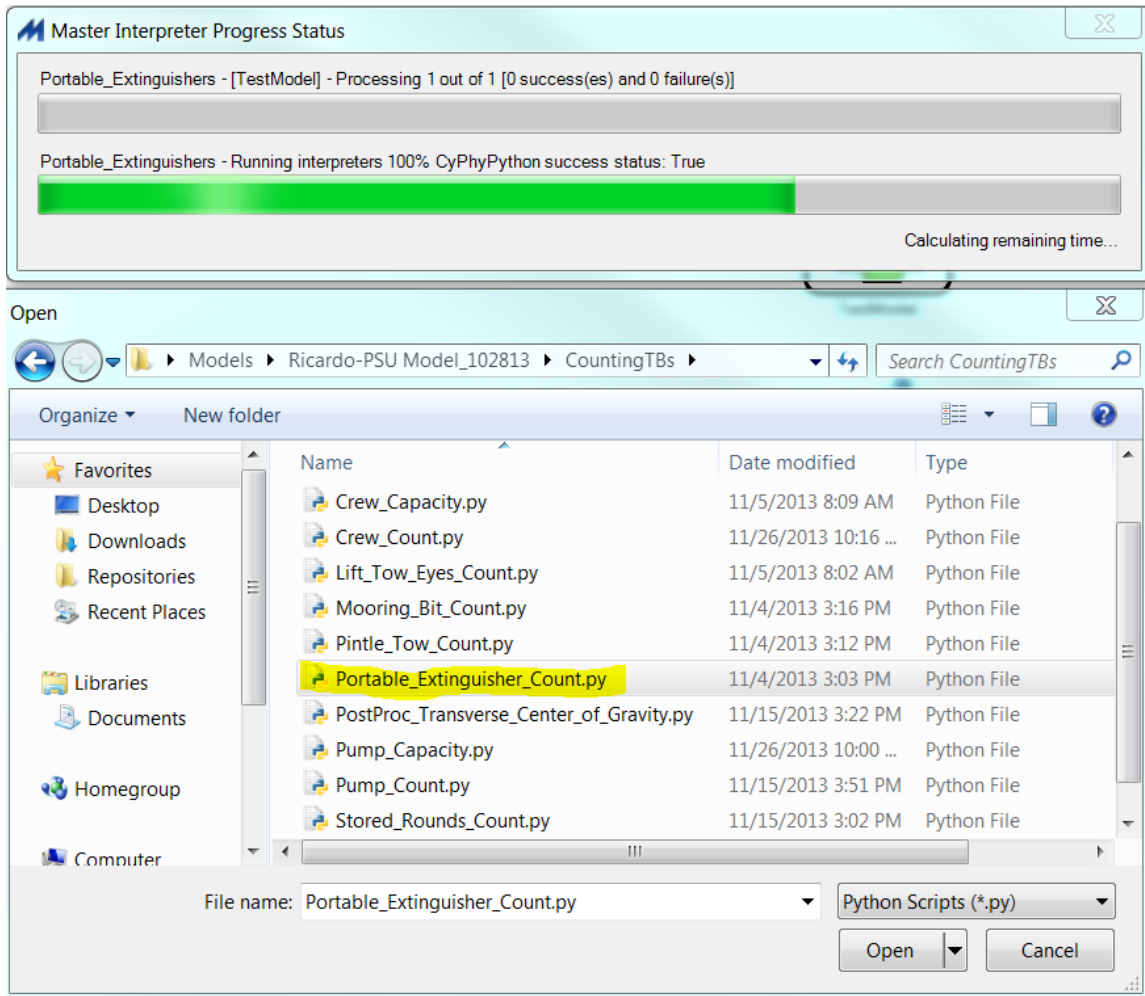 Master Interpreter Progress Status
Portable_Extinguishers - [TestModel] - Processing 1 out of 1 [0 success(es) and 0 failure(s)]
Portable_Extinguishers - Running interpreters 100% CyPhyPython success status: True
Calculating remaining time...
Open
Models Ricardo-PSU Model_102813 CountingTBs Search CountingTBs
Organize New folder
Favorites
Desktop
Downloads
Repositories
Recent Places
Libraries
Documents
Homegroup
Computer
Name Date modified Type
Crew_Capacity.py 11/5/2013 8:09 AM Python File
Crew_Count.py 11/26/2013 10:16 ... Python File
Lift_Tow_Eyes_Count.py 11/5/2013 8:02 AM Python File
Mooring_Bit_Count.py 11/4/2013 3:16 PM Python File
Pintle_Tow_Count.py 11/4/2013 3:12 PM Python File
Portable_Extinguisher_Count.py 11/4/2013 3:03 PM Python File
PostProc_Transverse_Center_of_Gravity.py 11/15/2013 3:22 PM Python File
Pump_Capacity.py 11/26/2013 10:00 ... Python File
Pump_Count.py 11/15/2013 3:51 PM Python File
Stored_Rounds_Count.py 11/15/2013 3:02 PM Python File
File name: Portable_Extinguisher_Count.py Python Scripts (*.py)
Open Cancel